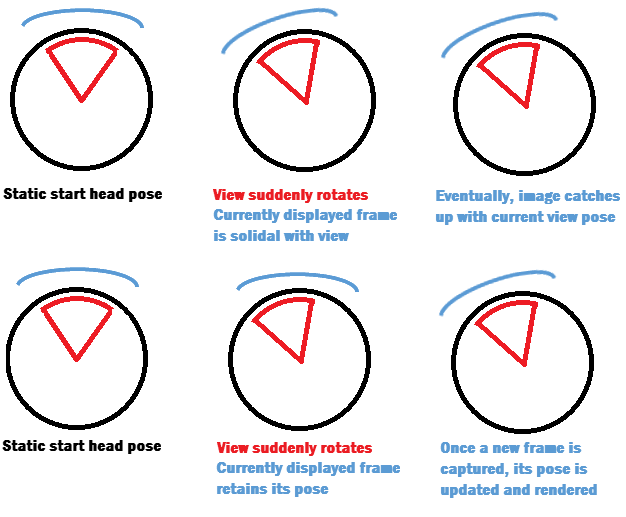 Static start head pose
View suddenly rotates
Currently displayed frame
is solidal with view
Eventually, image catches
up with current view pose
Static start head pose
View suddenly rotates
Currently displayed frame
retains its pose
Once a new frame is
captured, its pose is
updated and rendered